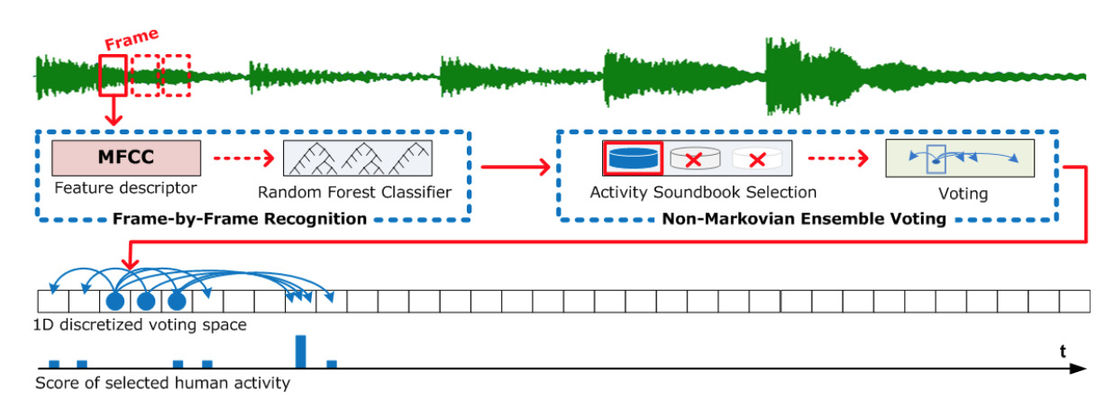 Frame
MFCC
Feature descriptor
Random Forest Classifier
Frame-by-Frame Recognition
Activity Soundbook Selection
Voting
Non-Markovian Ensemble Voting
1D discretized voting space
t
Score of selected human activity